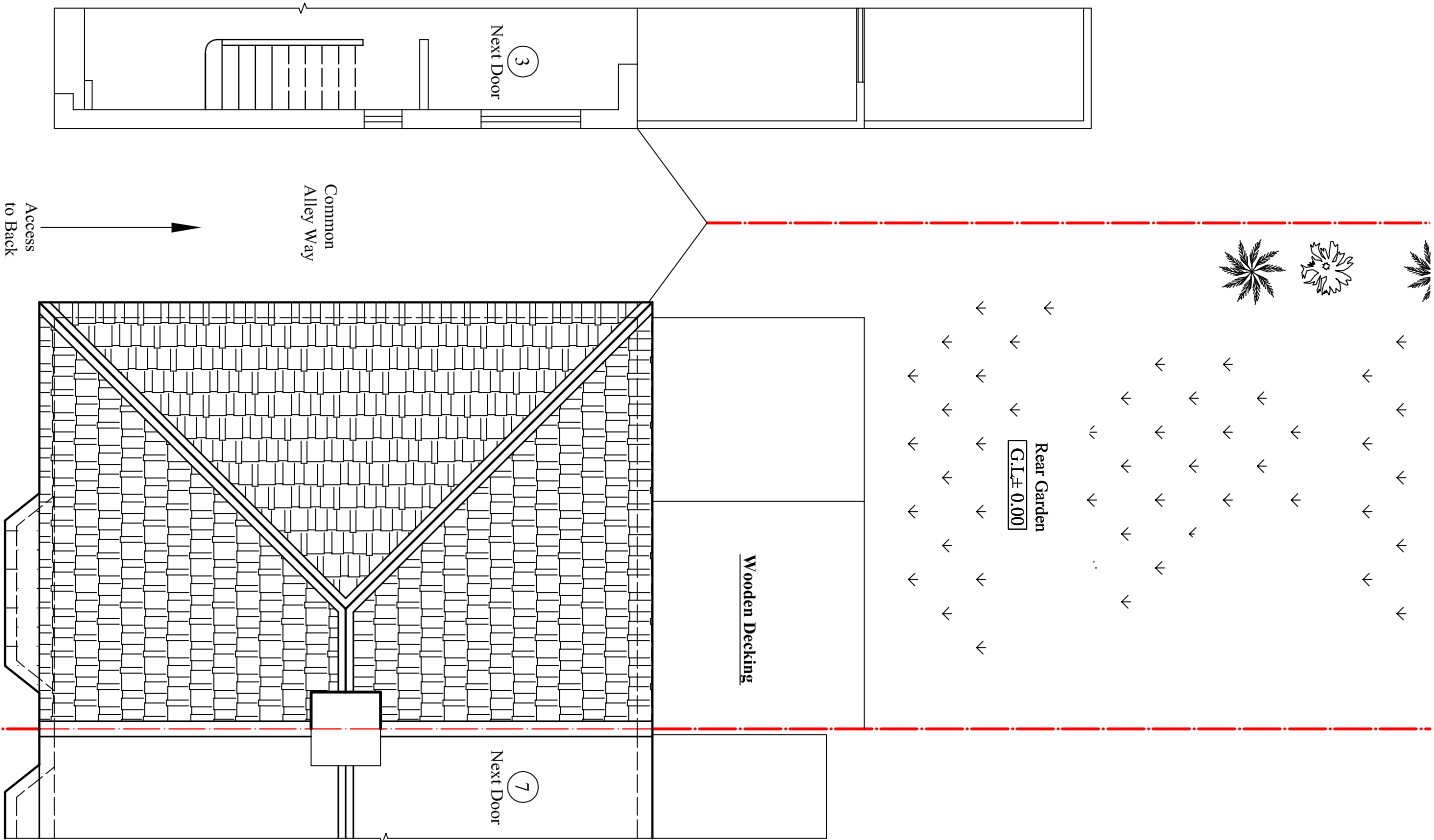 3
Next Door
Common
Alley Way
Access
to Back
Rear Garden
G.L± 0.00
Wooden Decking
7
Next Door